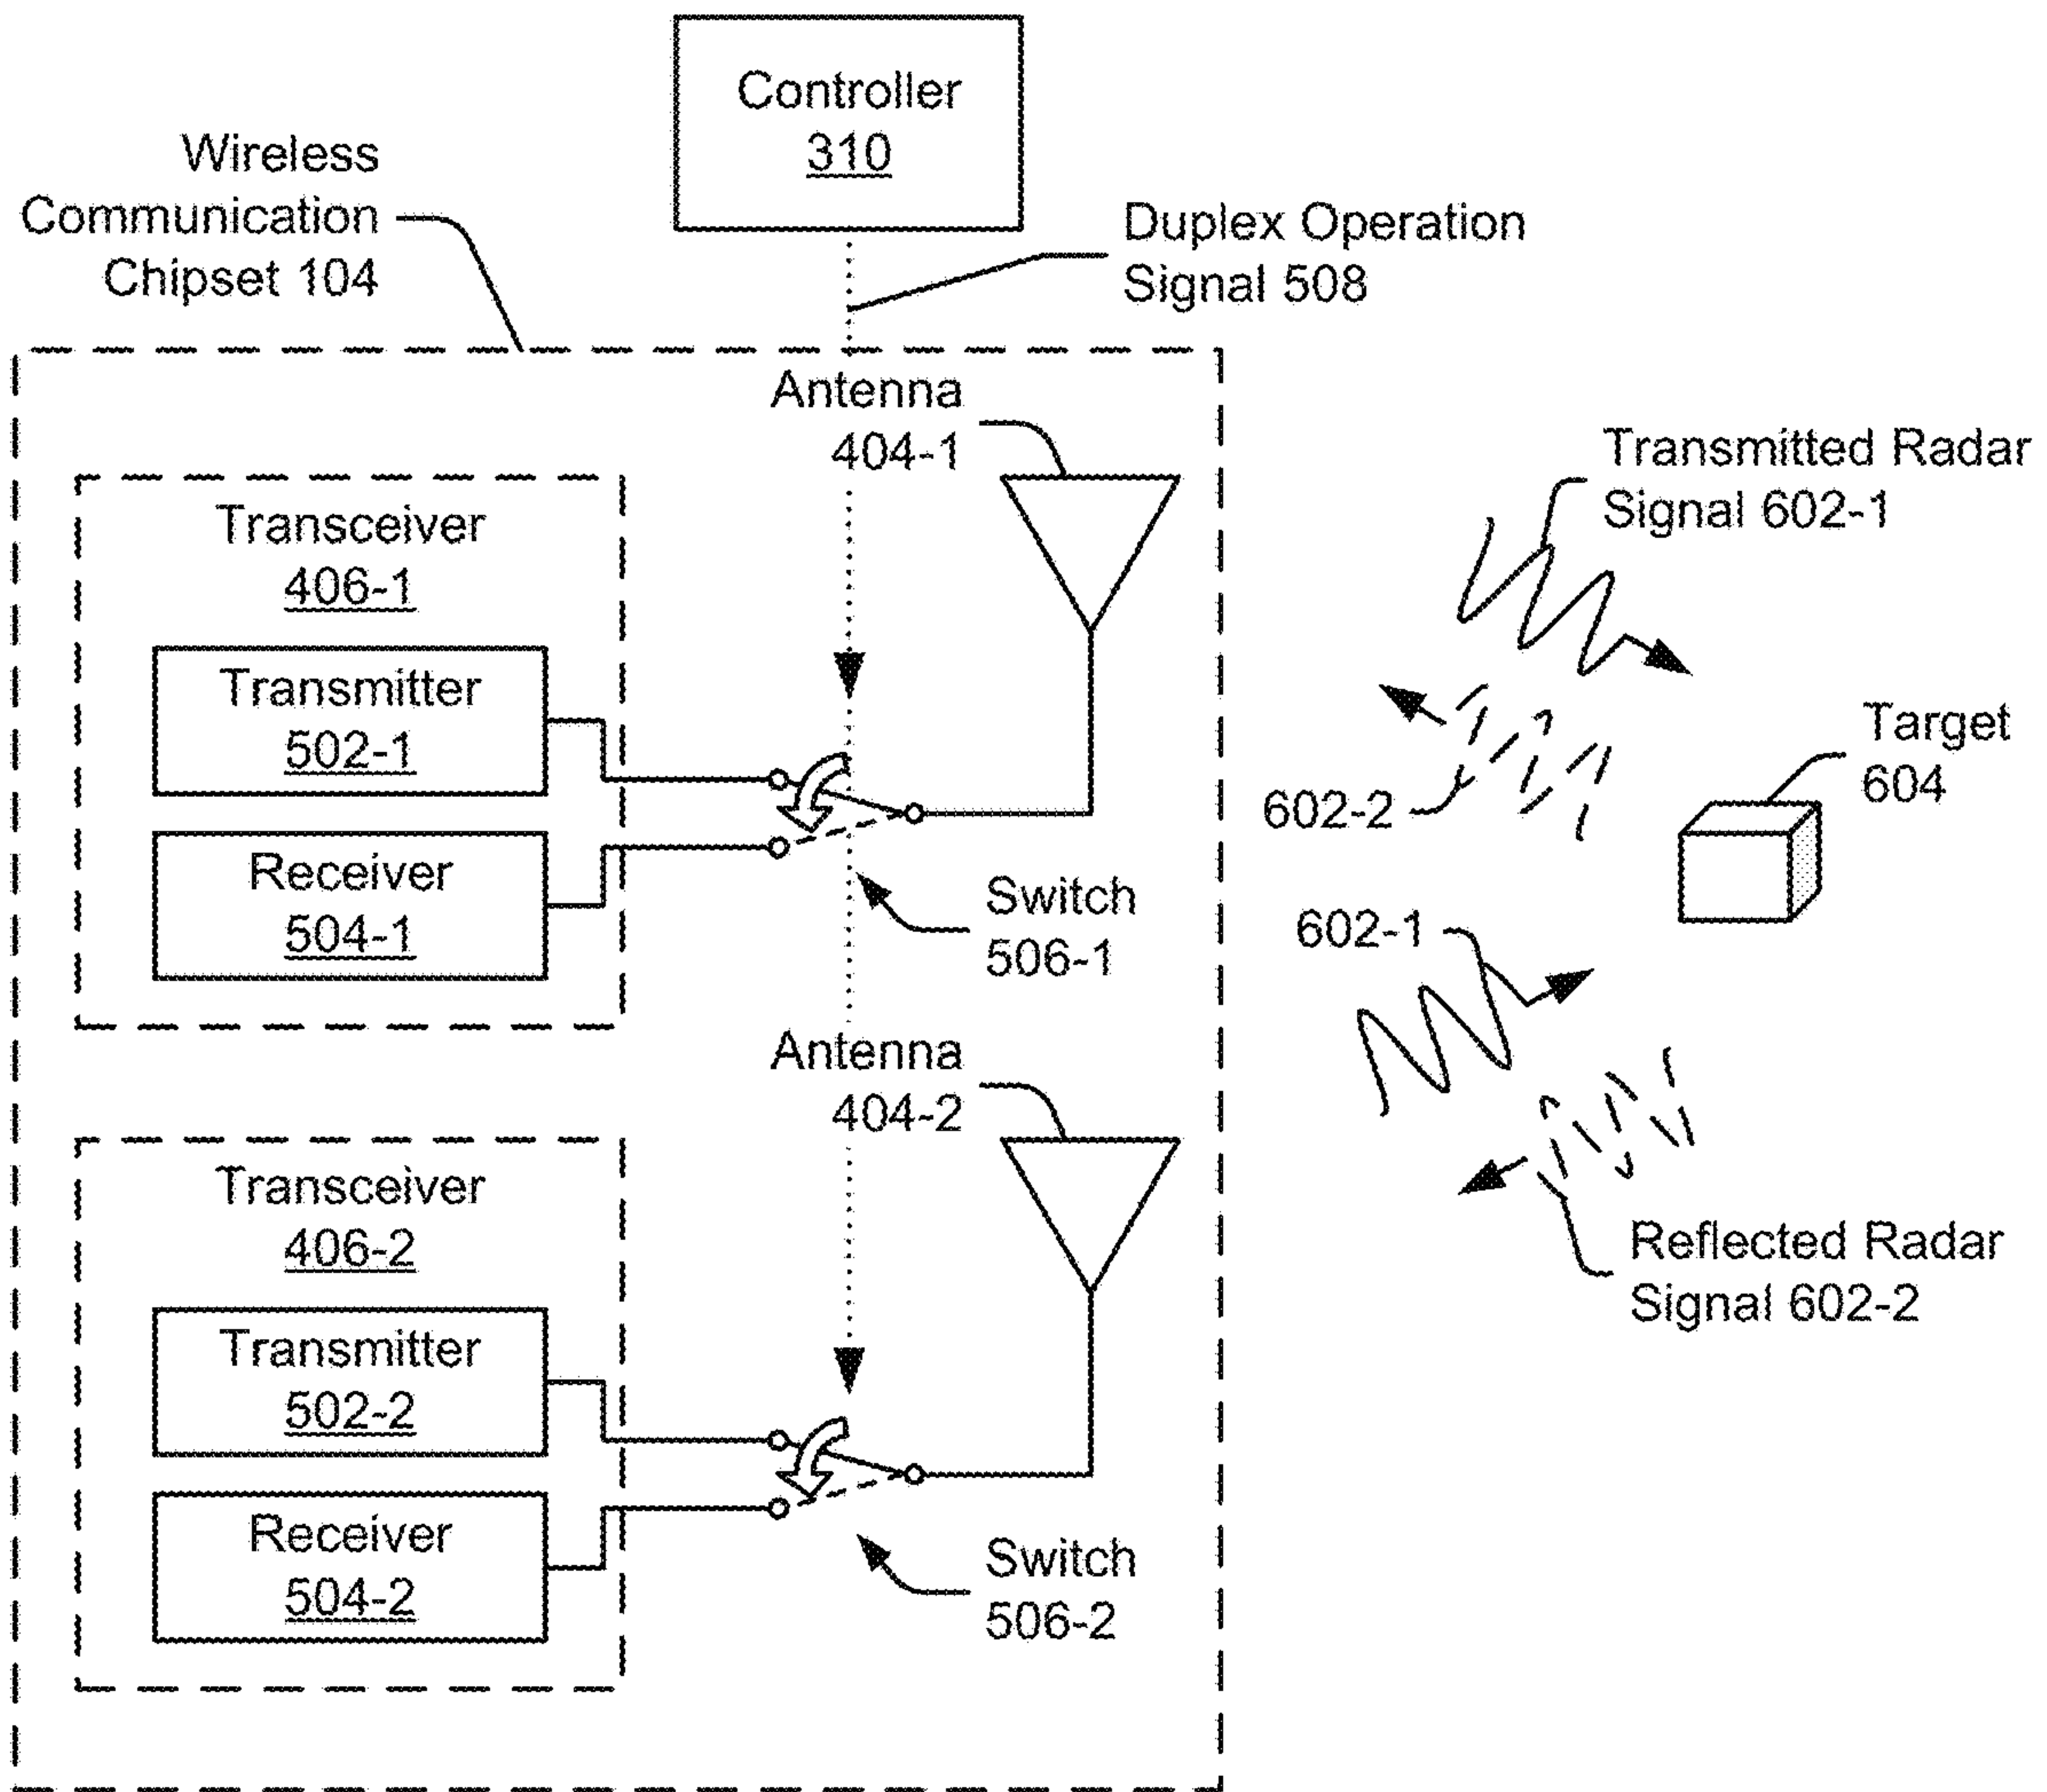 Controller
310
Wireless
Communication
Chipset 104
Duplex Operation
Signal 508
Antenna
404-1
Transmitted Radar
Signal 602-1
Transceiver
406-1
Transmitter
502-1
Target
604
602-2
Receiver
504-1
Switch
506-1
602-1
Antenna
404-2
Transceiver
406-2
Reflected Radar
Signal 602-2
Transmitter
502-2
Receiver
504-2
Switch
506-2